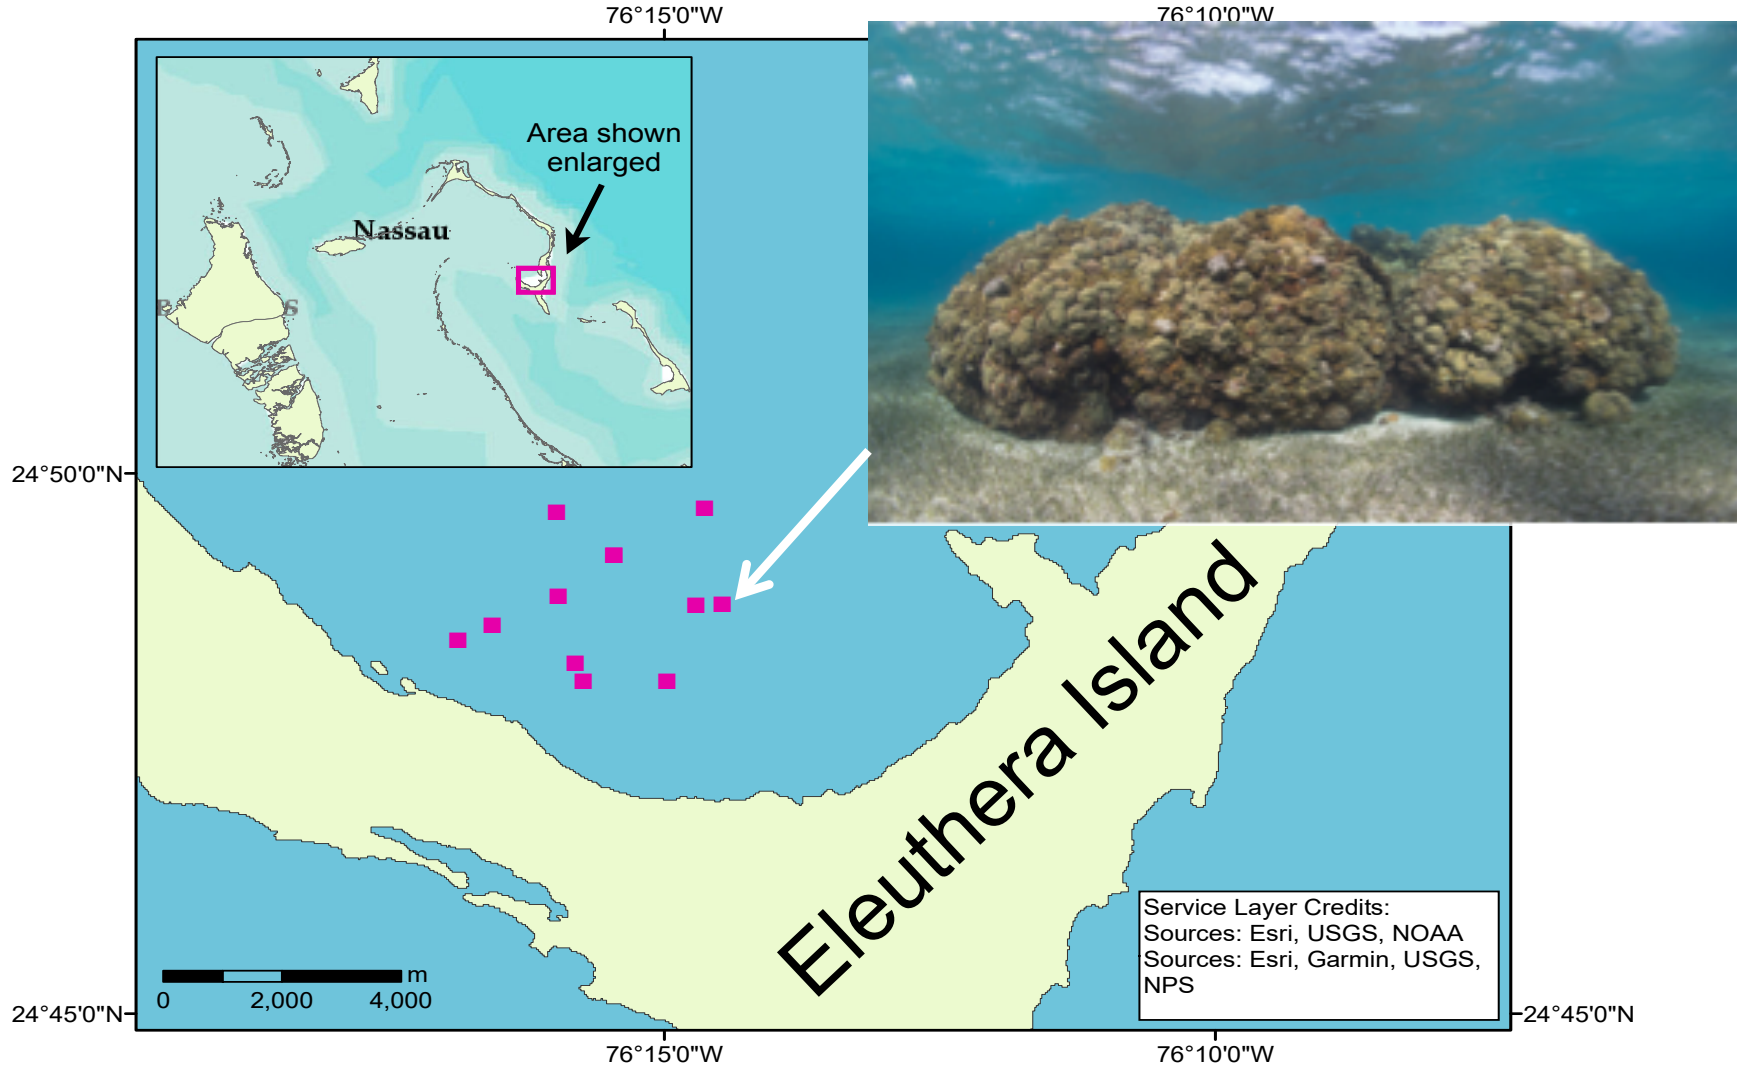 76°15'0"W
76°10'0"W
Area shown
enlarged
Nassau
B
S
24°50'0"N
Eleuthera Island
Service Layer Credits:
Sources: Esri, USGS, NOAA
Sources: Esri, Garmin, USGS,
NPS
m
0
2,000
4,000
24°45'0"N
24°45'0"N
76°15'0"W
76°10'0"W